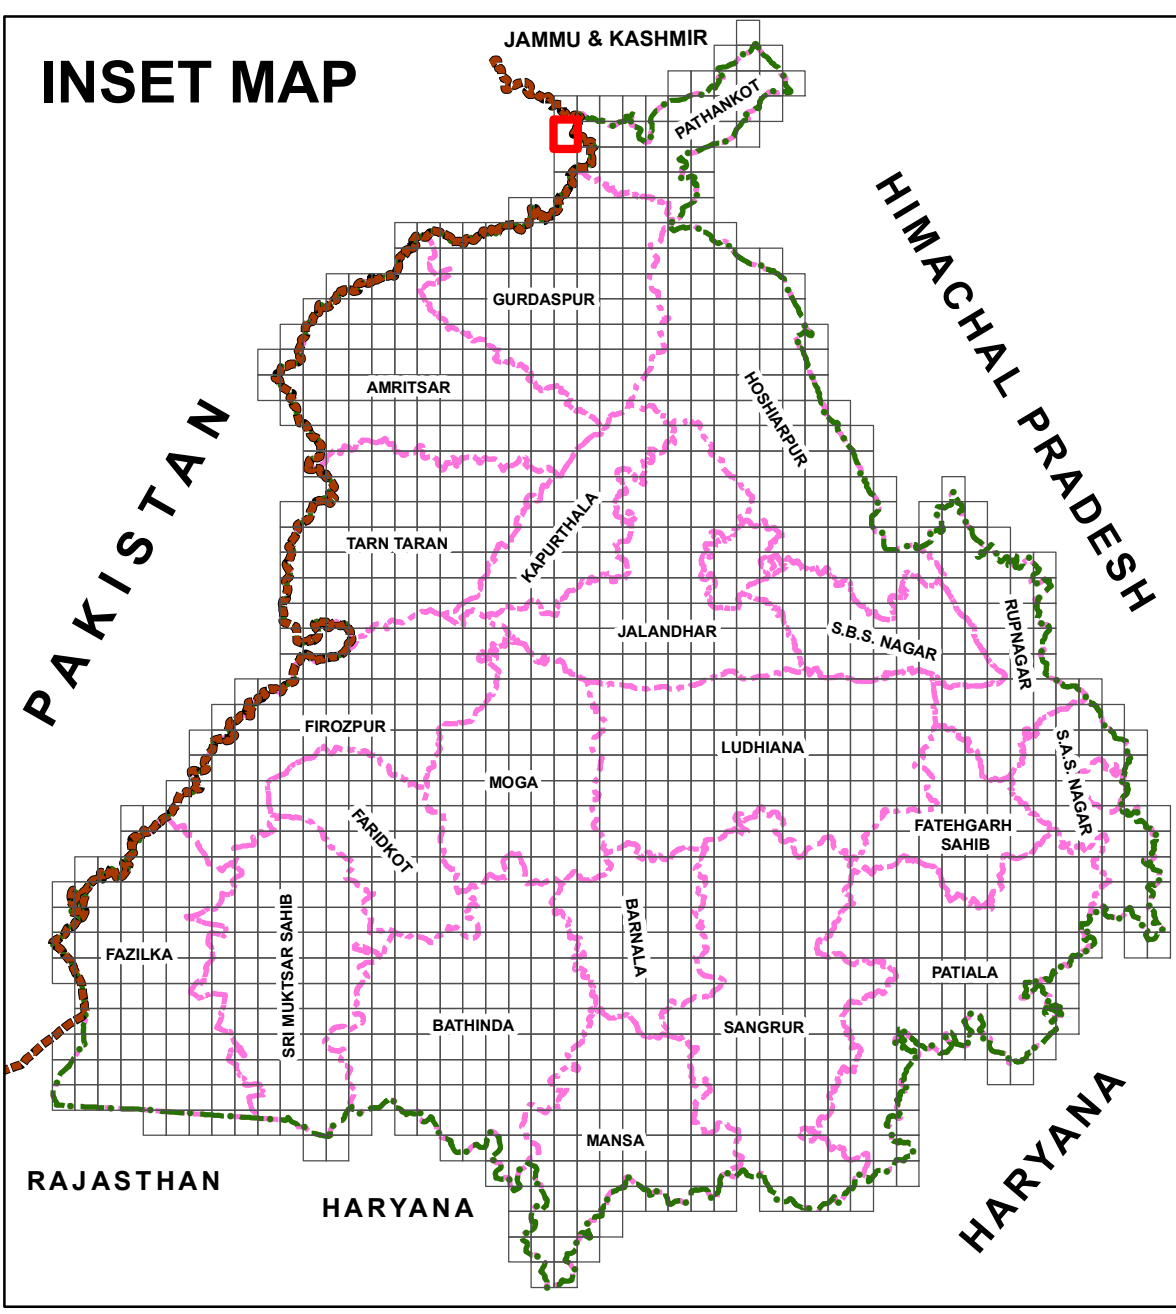 JAMMU & KASHMIR
INSET MAP
PATHANKOT
HIMACHAL PRADESH
GURDASPUR
AMRITSAR
HOSHIARPUR
PAKISTAN
KAPURTHALA
TARN TARAN
JALANDHAR
S.B.S. NAGAR
RUPNAGAR
FIROZPUR
LUDHIANA
S.A.S. NAGAR
MOGA
FARIDKOT
FATEHGARH
SAHIB
SRI MUKTSAR SAHIB
BARNALA
FAZILKA
PATIALA
BATHINDA
SANGRUR
MANSA
HARYANA
RAJASTHAN
HARYANA